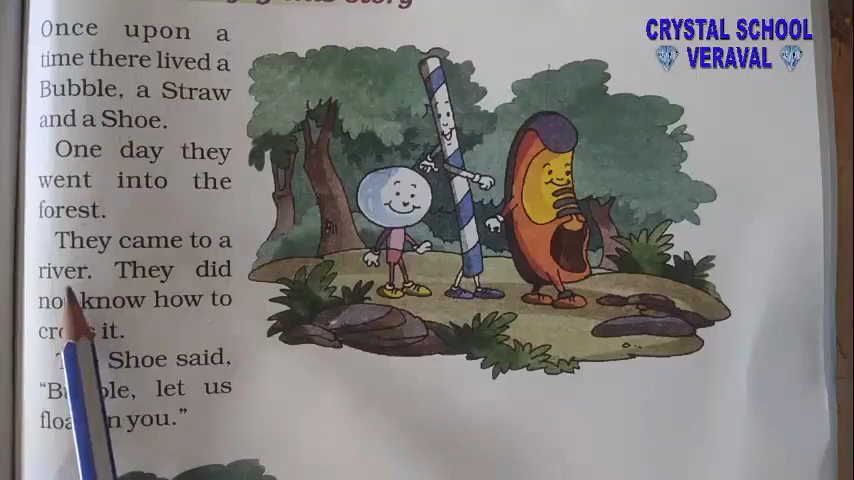 story
CRYSTAL SCHOOL
VERAVAL
Once upon a
time there lived a
Bubble, a Straw
and a Shoe.
One day they
went into the
forest.
They came to a
river. They did
know how to
it.
Shoe said,
let us
you.”